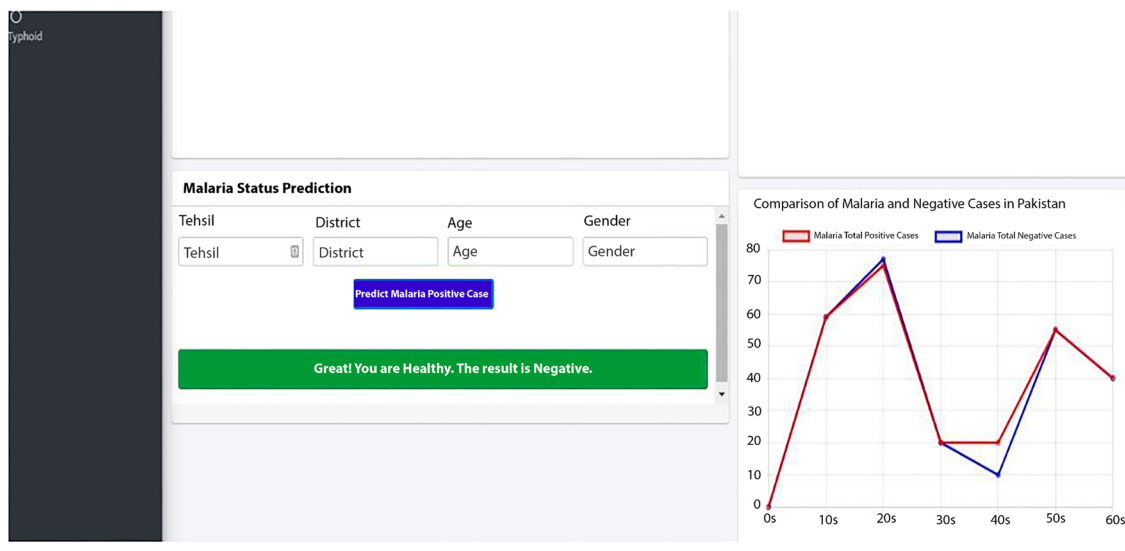 Typhoid
Malaria Status Prediction
Tehsil District Age Gender
Tehsil District Age Gender
Predict Malaria Positive Case
Great! You are Healthy. The result is Negative.
Comparison of Malaria and Negative Cases in Pakistan
Malaria Total Positive Cases Malaria Total Negative Cases
80
70
60
50
40
30
20
10
0
0s 10s 20s 30s 40s 50s 60s